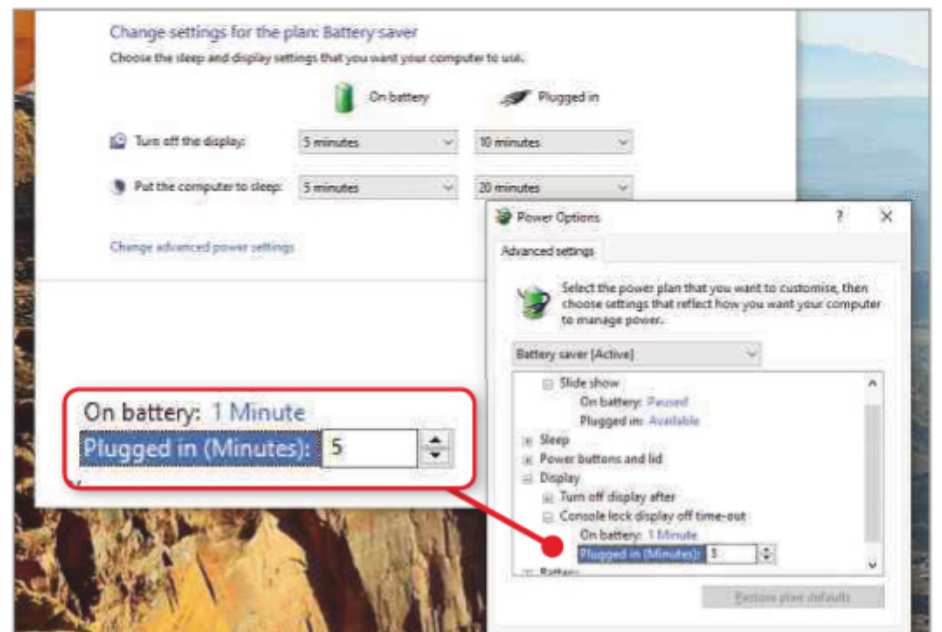 Change settings for the plan: Battery saver
Choose the sleep and display settings that you want your computer to use.
On battery Plugged in
Turn off the display: 5 minutes 10 minutes
Put the computer to sleep: 5 minutes 20 minutes
Change advanced power settings
Power Options ? X
Advanced settings
Select the power plan that you want to customise, then
choose settings that reflect how you want your computer
to manage power.
Battery saver [Active]
Slide show
On battery: Paused
Plugged in: Available
Sleep
Power buttons and lid
Display
Turn off display after
Console lock display off time-out
On battery: 1 Minute
Plugged in (Minutes): 5
Battery
Restore plan defaults
On battery: 1 Minute
Plugged in (Minutes): 5